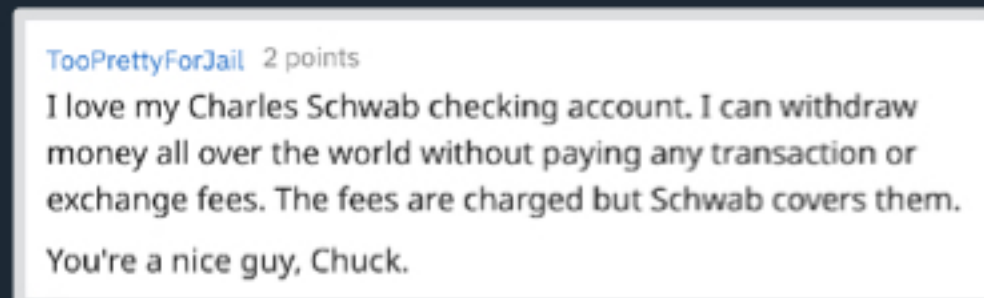 TooPrettyForJail 2 points
I love my Charles Schwab checking account. I can withdraw
money all over the world without paying any transaction or
exchange fees. The fees are charged but Schwab covers them.
You're a nice guy, Chuck.